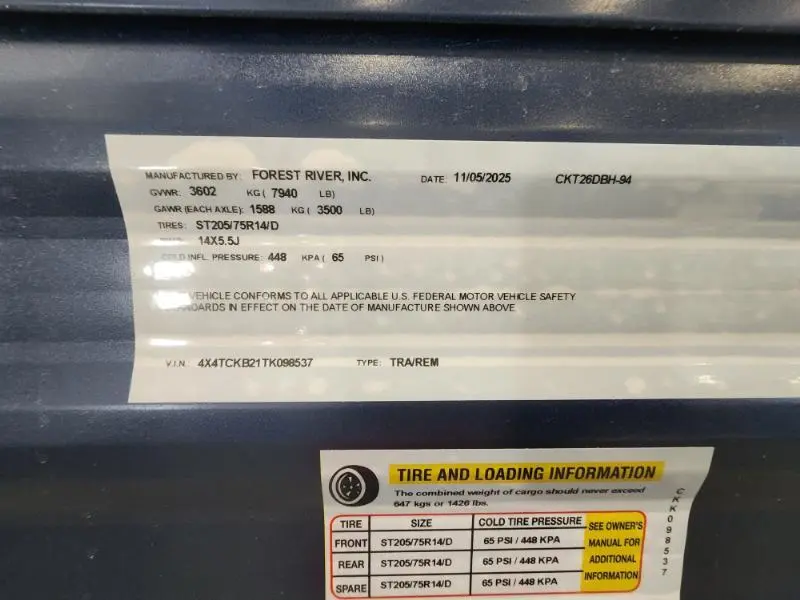 MANUFACTURED BY: FOREST RIVER, INC. DATE: 11/05/2025 CKT26DBH-94
GVWR: 3602 KG ( 7940 LB)
GAWR (EACH AXLE): 1588 KG ( 3500 LB)
TIRES: ST205/75R14/D
14X5.5J
COLD INFL. PRESSURE: 448 KPA ( 65 PSI )
VEHICLE CONFORMS TO ALL APPLICABLE U.S. FEDERAL MOTOR VEHICLE SAFETY
IN EFFECT ON THE DATE OF MANUFACTURE SHOWN ABOVE
V.I.N.: 4X4TCKB21TK098537 TYPE: TRA/REM
TIRE AND LOADING INFORMATION
The combined weight of cargo should never exceed
647 kgs or 1426 lbs.
TIRE SIZE COLD TIRE PRESSURE SEE OWNER'S
FRONT ST205/75R14/D 65 PSI / 448 KPA MANUAL FOR
REAR ST205/75R14/D 65 PSI / 448 KPA ADDITIONAL
SPARE ST205/75R14/D 65 PSI / 448 KPA INFORMATION
CKK098537